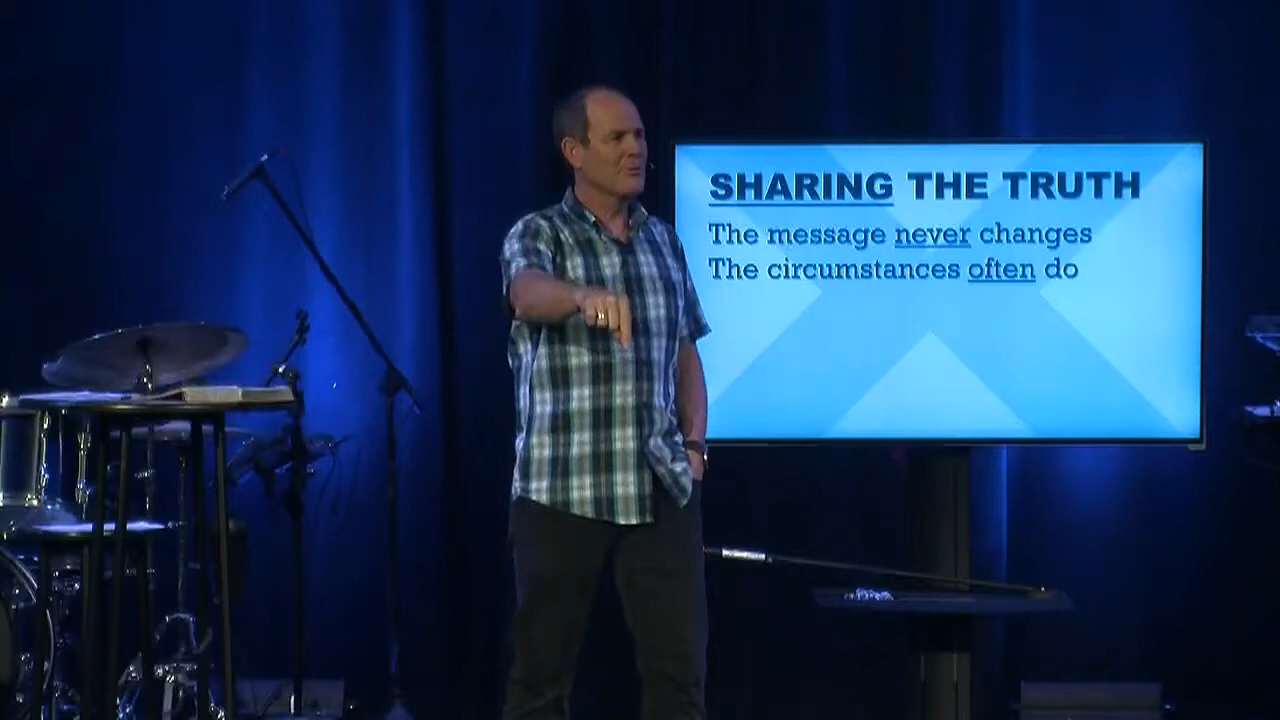 SHARING THE TRUTH
The message never changes
The circumstances often do